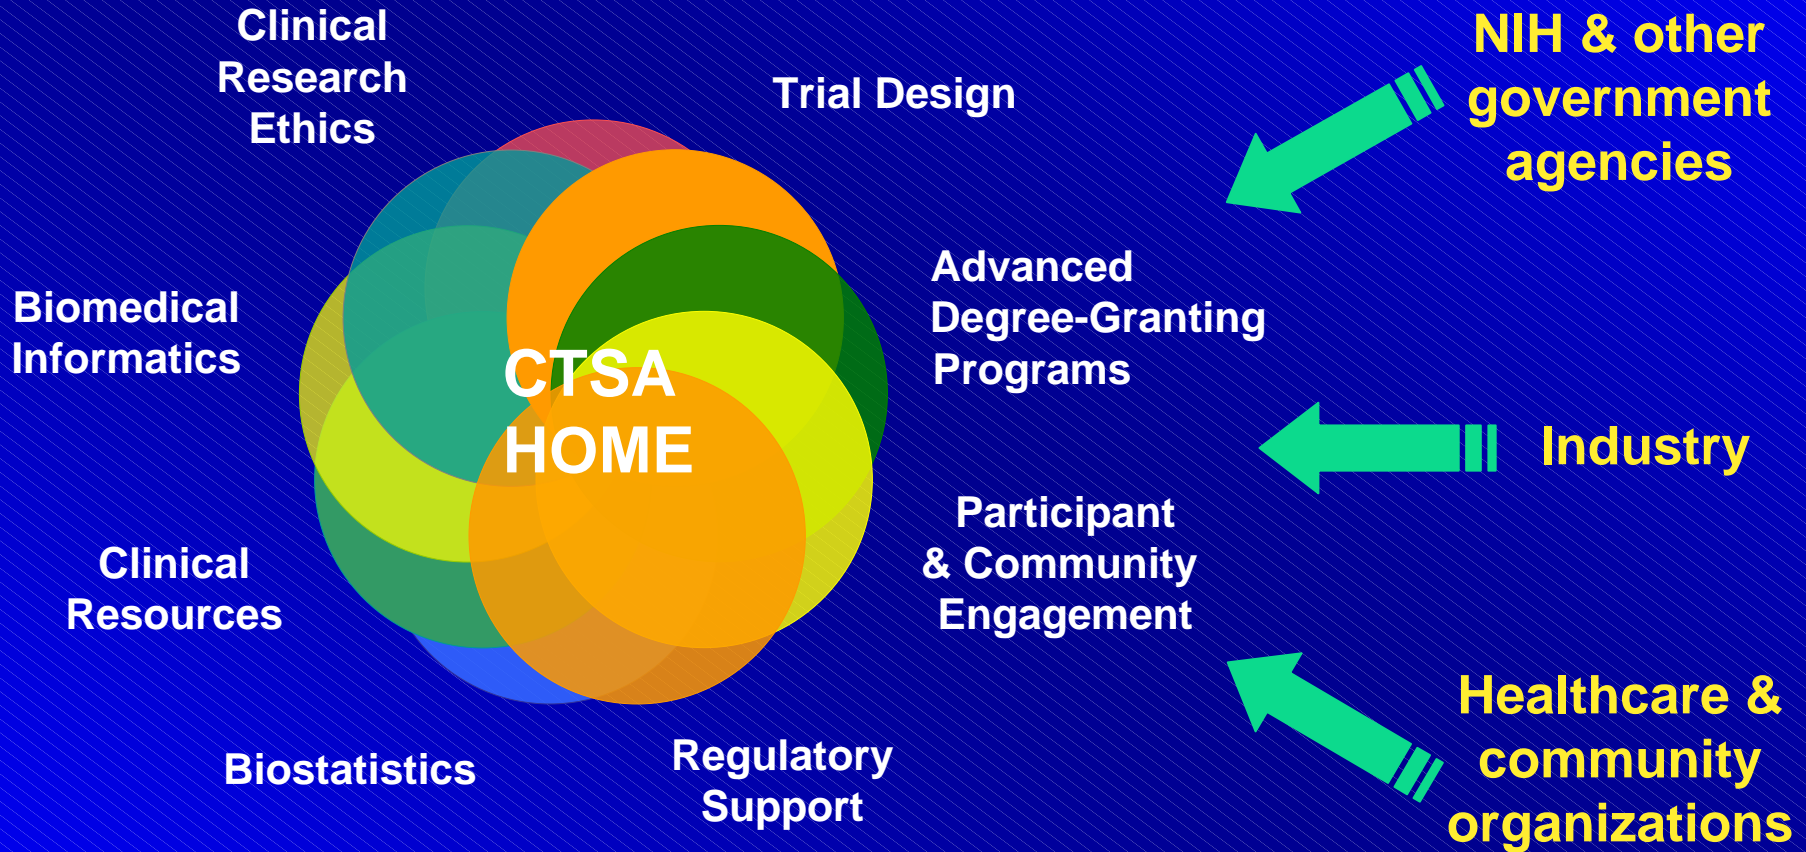 Clinical
Research
Ethics
Trial Design
NIH & other
government
agencies
Biomedical
Informatics
CTSA
HOME
Advanced
Degree-Granting
Programs
Industry
Clinical
Resources
Participant
& Community
Engagement
Biostatistics
Regulatory
Support
Healthcare &
community
organizations